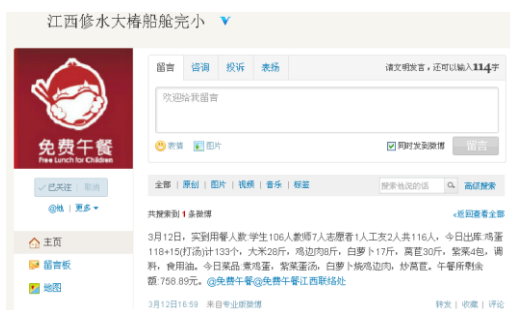 江西修水大椿船舱完小
留言 咨询 投诉 表扬 请文明发言，还可以输入114字
欢迎给我留言
表情 图片 同时发到微博 留言
免费午餐
Free Lunch for Children
已关注 | 取消
@他 | 更多
全部 | 原创 | 图片 | 视频 | 音乐 | 标签 搜索他说的话 高级搜索
共搜索到 1 条微博 <返回查看全部
主页
留言板
地图
3月12日，实到用餐人数:学生106人教师7人志愿者1人工友2人共116人，今日出库:鸡蛋
118+15(打汤)计133个，大米28斤，鸡边肉8斤，白萝卜17斤，莴苣30斤，紫菜4包，调
料，食用油。今日菜品:煮鸡蛋，紫菜蛋汤，白萝卜烧鸡边肉，炒莴苣。午餐所剩余
额:758.89元。@免费午餐@免费午餐江西联络处
3月12日16:59 来自专业版微博 转发 | 收藏 | 评论